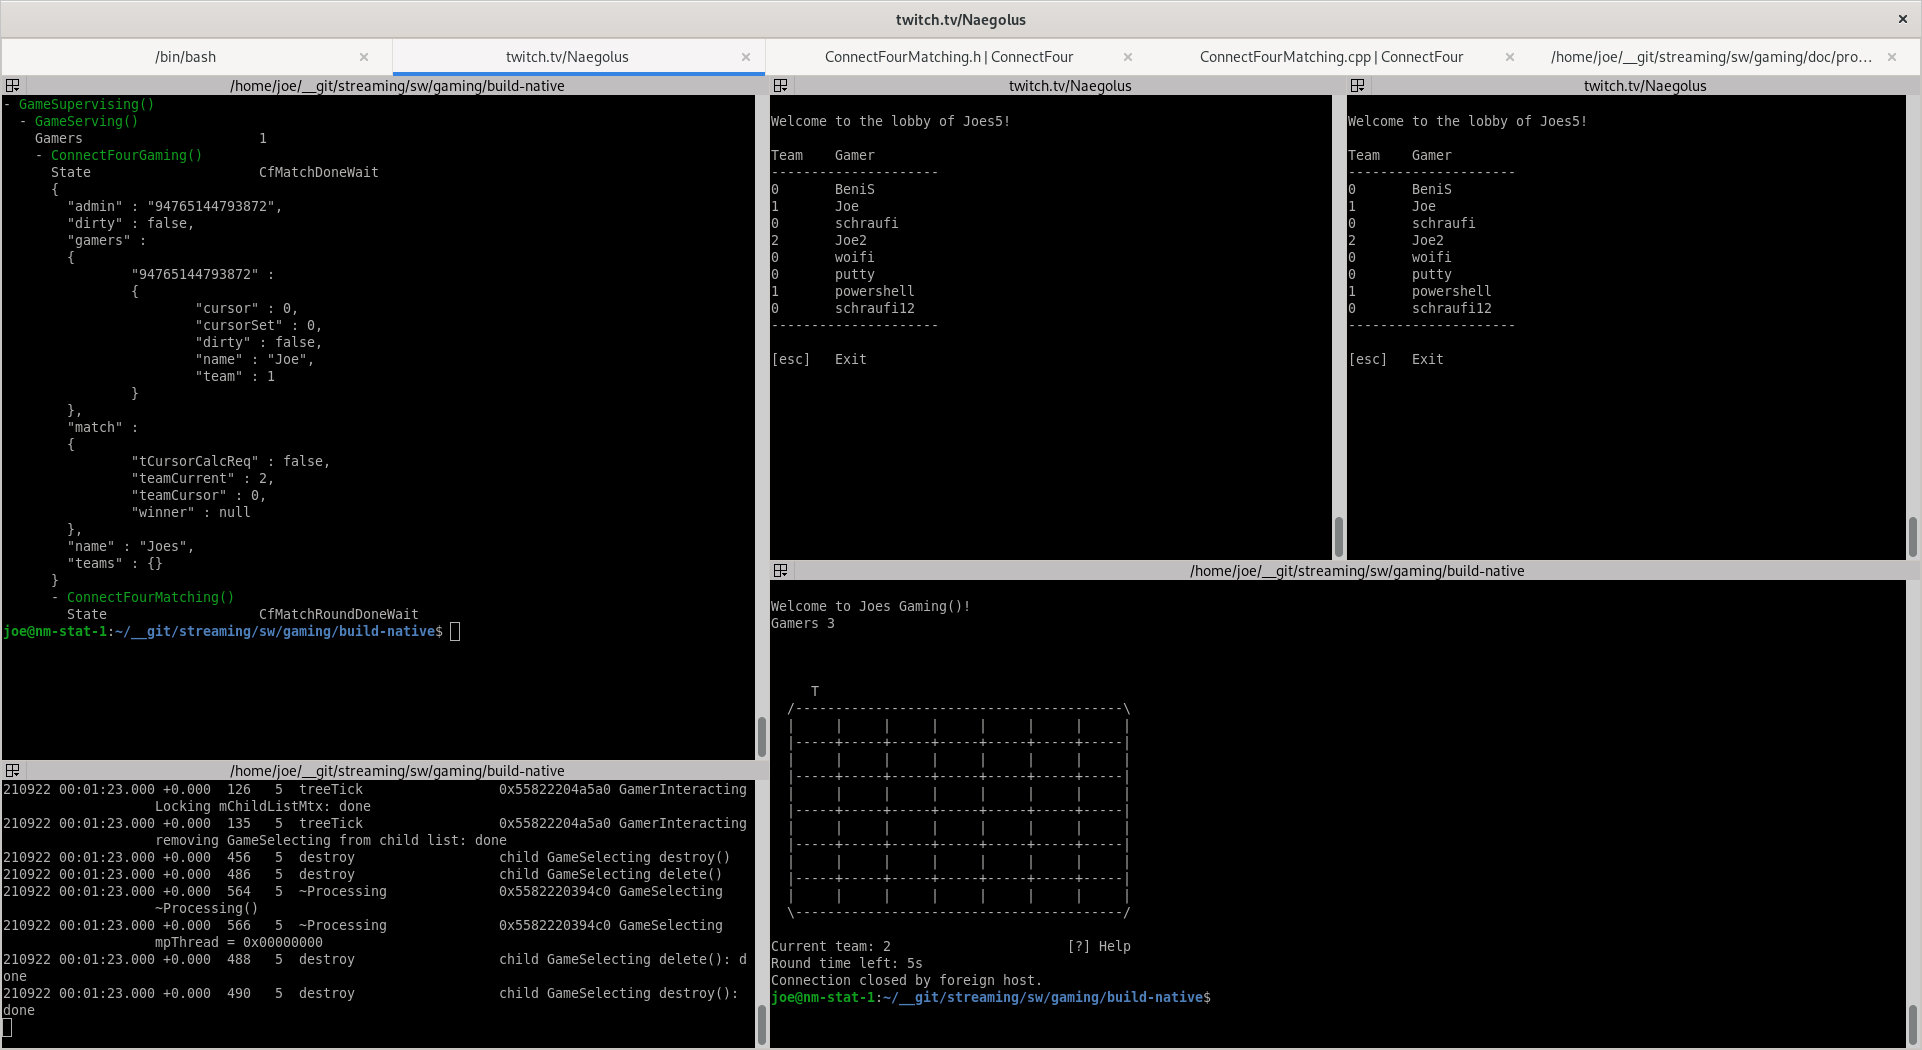 twitch.tv/Naegolus ×
/bin/bash × twitch.tv/Naegolus × ConnectFourMatching.h | ConnectFour × ConnectFourMatching.cpp | ConnectFour × /home/joe/__git/streaming/sw/gaming/doc/pro… ×
/home/joe/__git/streaming/sw/gaming/build-native
- GameSupervising()
  - GameServing()
    Gamers                      1
    - ConnectFourGaming()
      State                     CfMatchDoneWait
      {
        "admin" : "94765144793872",
        "dirty" : false,
        "gamers" :
        {
                "94765144793872" :
                {
                        "cursor" : 0,
                        "cursorSet" : 0,
                        "dirty" : false,
                        "name" : "Joe",
                        "team" : 1
                }
        },
        "match" :
        {
                "tCursorCalcReq" : false,
                "teamCurrent" : 2,
                "teamCursor" : 0,
                "winner" : null
        },
        "name" : "Joes",
        "teams" : {}
      }
      - ConnectFourMatching()
        State                   CfMatchRoundDoneWait
joe@nm-stat-1:~/__git/streaming/sw/gaming/build-native$
/home/joe/__git/streaming/sw/gaming/build-native
210922 00:01:23.000 +0.000  126   5  treeTick                 0x55822204a5a0 GamerInteracting
                   Locking mChildListMtx: done
210922 00:01:23.000 +0.000  135   5  treeTick                 0x55822204a5a0 GamerInteracting
                   removing GameSelecting from child list: done
210922 00:01:23.000 +0.000  456   5  destroy                  child GameSelecting destroy()
210922 00:01:23.000 +0.000  486   5  destroy                  child GameSelecting delete()
210922 00:01:23.000 +0.000  564   5  ~Processing              0x5582220394c0 GameSelecting
                   ~Processing()
210922 00:01:23.000 +0.000  566   5  ~Processing              0x5582220394c0 GameSelecting
                   mpThread = 0x00000000
210922 00:01:23.000 +0.000  488   5  destroy                  child GameSelecting delete(): d
one
210922 00:01:23.000 +0.000  490   5  destroy                  child GameSelecting destroy():
done
twitch.tv/Naegolus
Welcome to the lobby of Joes5!
Team    Gamer
---------------------
0       BeniS
1       Joe
0       schraufi
2       Joe2
0       woifi
0       putty
1       powershell
0       schraufi12
---------------------
[esc]   Exit
twitch.tv/Naegolus
Welcome to the lobby of Joes5!
Team    Gamer
---------------------
0       BeniS
1       Joe
0       schraufi
2       Joe2
0       woifi
0       putty
1       powershell
0       schraufi12
---------------------
[esc]   Exit
/home/joe/__git/streaming/sw/gaming/build-native
Welcome to Joes Gaming()!
Gamers 3
     T
  /-----------------------------------------\
  |     |     |     |     |     |     |     |
  |-----+-----+-----+-----+-----+-----+-----|
  |     |     |     |     |     |     |     |
  |-----+-----+-----+-----+-----+-----+-----|
  |     |     |     |     |     |     |     |
  |-----+-----+-----+-----+-----+-----+-----|
  |     |     |     |     |     |     |     |
  |-----+-----+-----+-----+-----+-----+-----|
  |     |     |     |     |     |     |     |
  |-----+-----+-----+-----+-----+-----+-----|
  |     |     |     |     |     |     |     |
  \-----------------------------------------/
Current team: 2                      [?] Help
Round time left: 5s
Connection closed by foreign host.
joe@nm-stat-1:~/__git/streaming/sw/gaming/build-native$